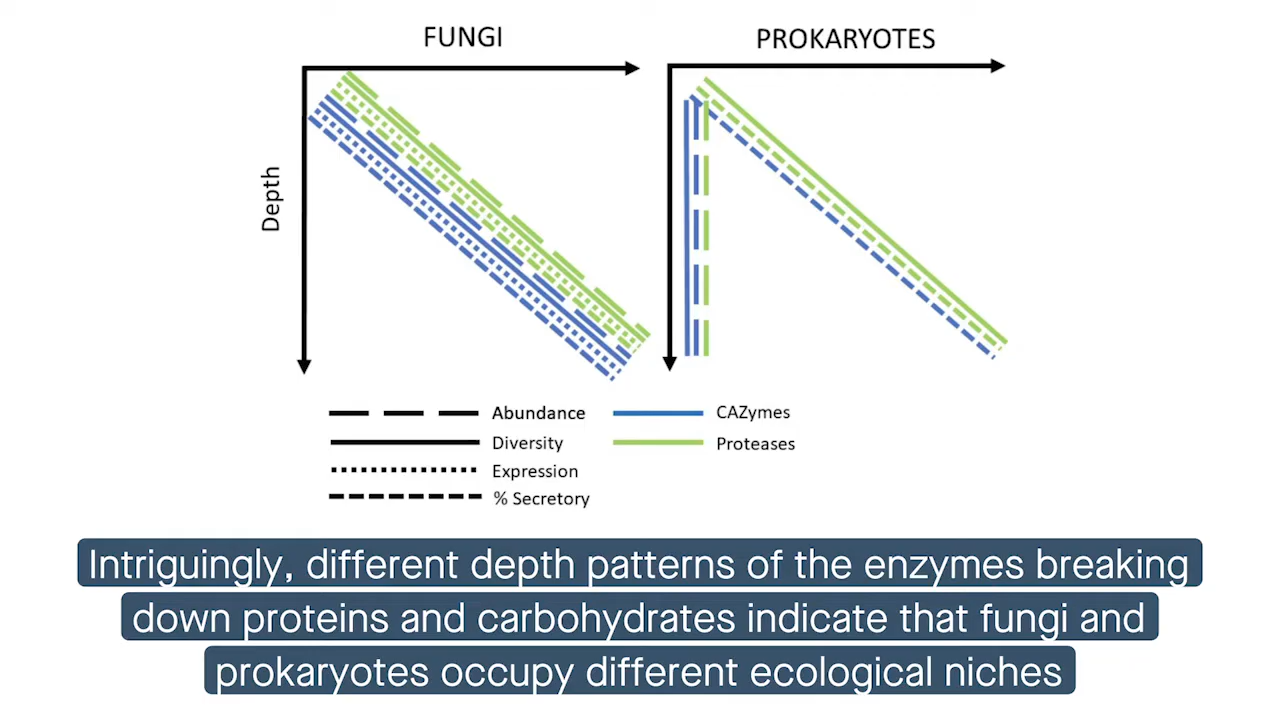 FUNGI
PROKARYOTES
Depth
Abundance
CAZymes
Diversity
Proteases
Expression
% Secretory
Intriguingly, different depth patterns of the enzymes breaking
down proteins and carbohydrates indicate that fungi and
prokaryotes occupy different ecological niches